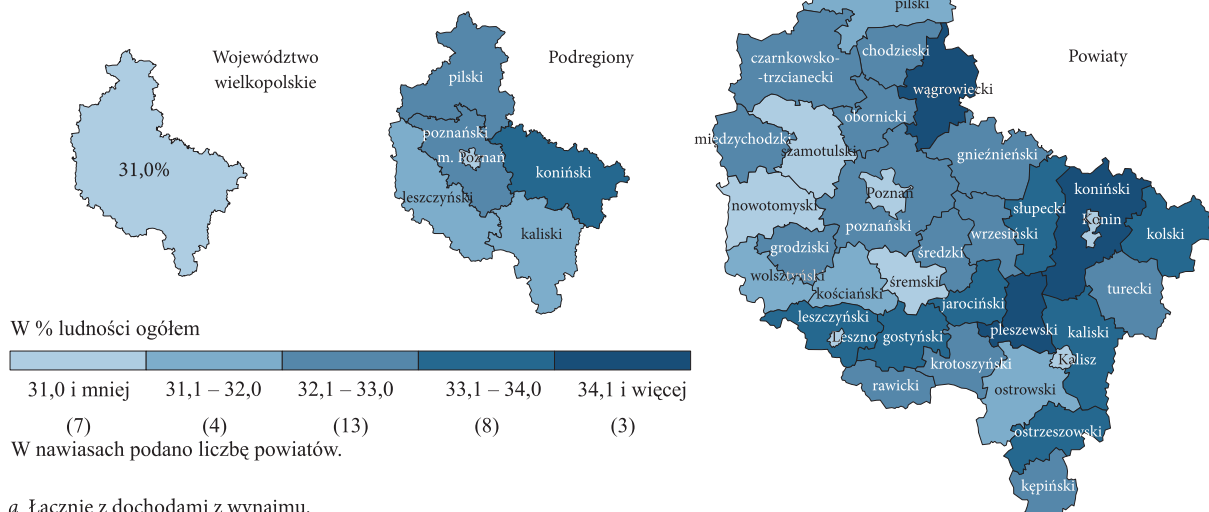 Województwo
wielkopolskie
31,0%
Podregiony
pilski
poznański
m. Poznań
koniński
leszczyński
kaliski
Powiaty
pilski
czarnkowsko-
-trzcianecki
chodzieski
wągrowiecki
obornicki
międzychodzki
szamotulski
gnieźnieński
koniński
nowotomyski
Poznań
słupecki
Konin
poznański
wrzesiński
kolski
grodziski
średzki
wolsztyński
śremski
kościański
turecki
jarociński
leszczyński
pleszewski
kaliski
Leszno
gostyński
krotoszyński
Kalisz
rawicki
ostrowski
ostrzeszowski
kępiński
W % ludności ogółem
31,0 i mniej
31,1 – 32,0
32,1 – 33,0
33,1 – 34,0
34,1 i więcej
(7)
(4)
(13)
(8)
(3)
W nawiasach podano liczbę powiatów.
a Łącznie z dochodami z wynajmu.